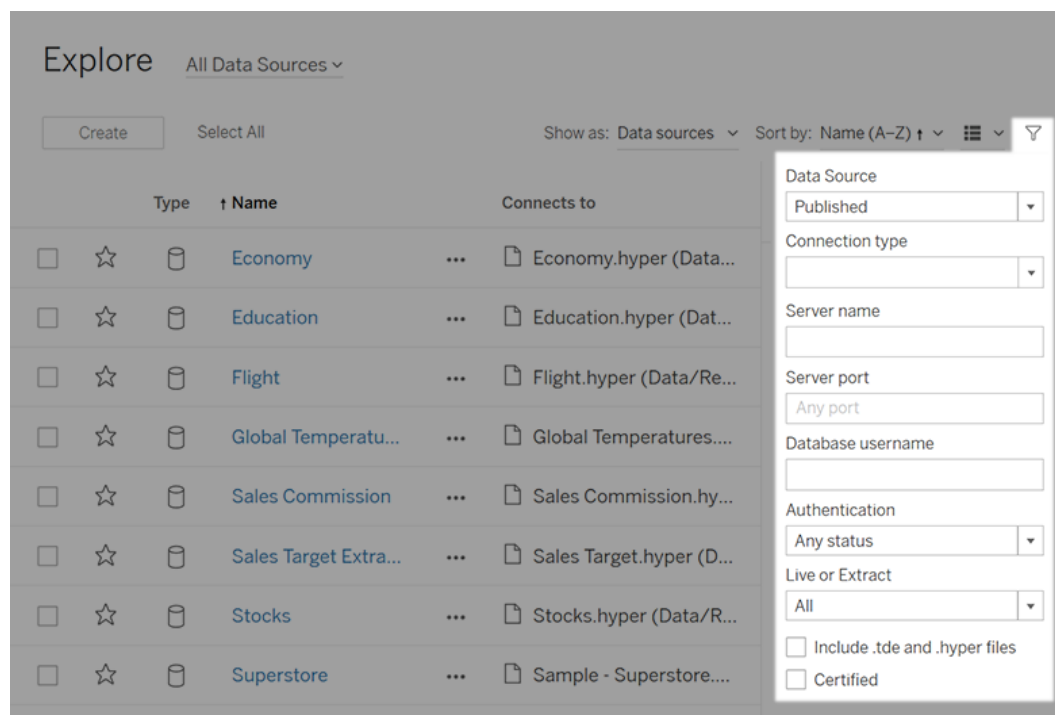 Explore All Data Sources
Create Select All Show as: Data sources Sort by: Name (A–Z) ↑
Type ↑ Name Connects to
Economy ••• Economy.hyper (Data...
Education ••• Education.hyper (Dat...
Flight ••• Flight.hyper (Data/Re...
Global Temperatu... ••• Global Temperatures....
Sales Commission ••• Sales Commission.hy...
Sales Target Extra... ••• Sales Target.hyper (D...
Stocks ••• Stocks.hyper (Data/R...
Superstore ••• Sample - Superstore....
Data Source
Published
Connection type
Server name
Server port
Any port
Database username
Authentication
Any status
Live or Extract
All
Include .tde and .hyper files
Certified